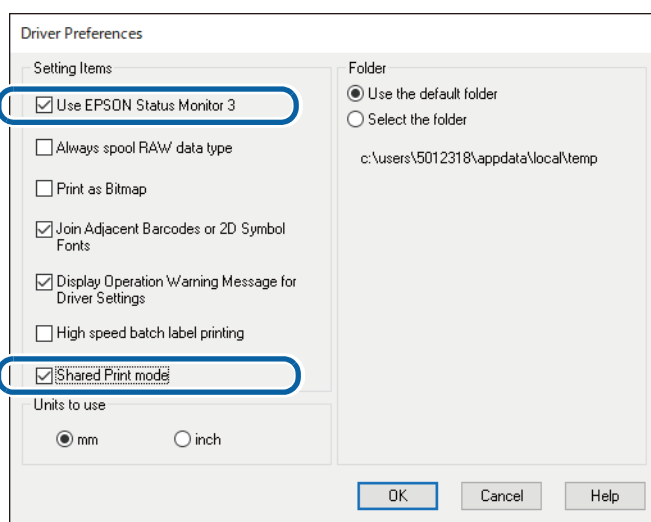 Driver Preferences
Setting Items
Use EPSON Status Monitor 3
Always spool RAW data type
Print as Bitmap
Join Adjacent Barcodes or 2D Symbol
Fonts
Display Operation Warning Message for
Driver Settings
High speed batch label printing
Shared Print mode
Units to use
mm
inch
Folder
Use the default folder
Select the folder
c:\users\5012318\appdata\local\temp
OK
Cancel
Help